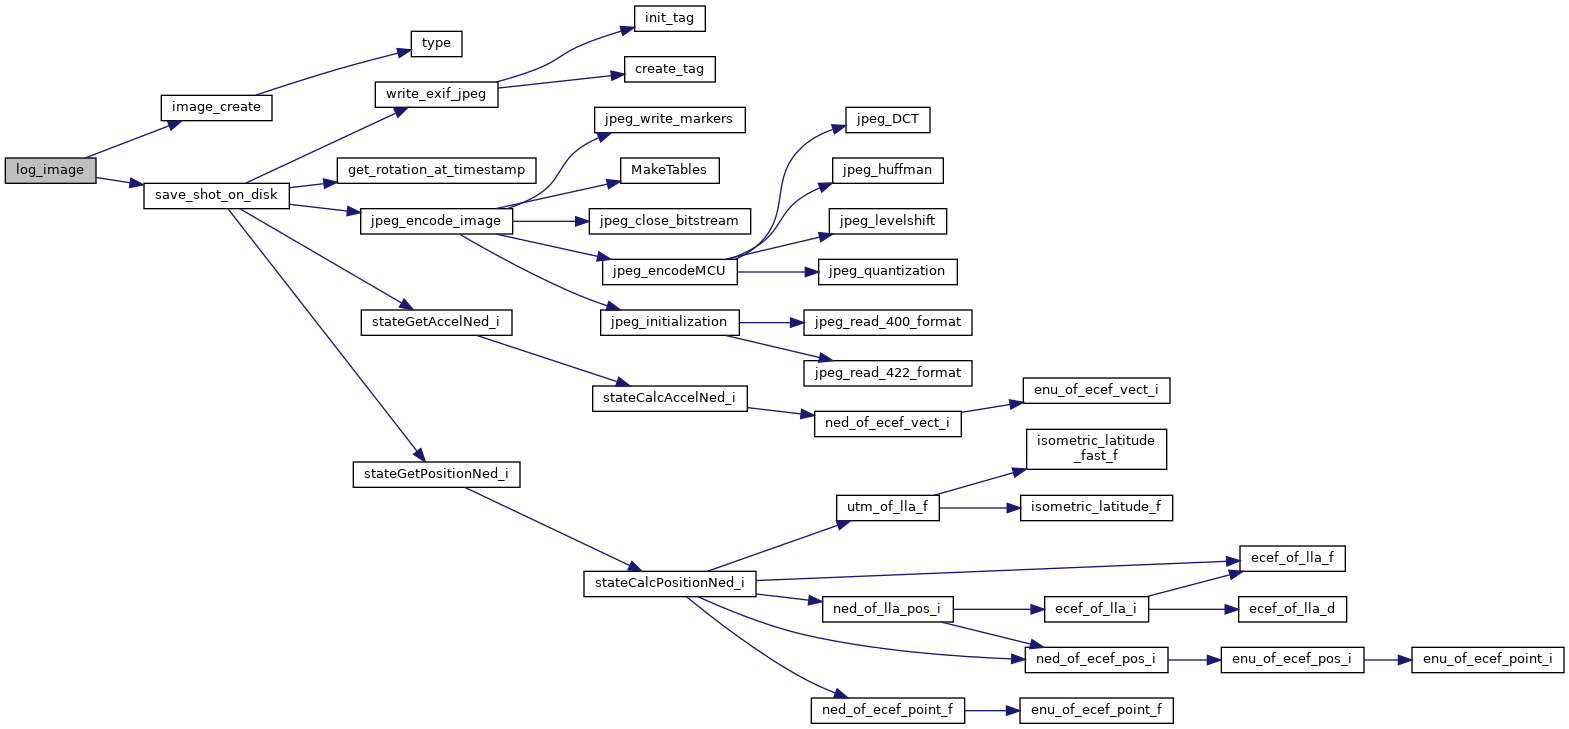 log_image
image_create
save_shot_on_disk
type
write_exif_jpeg
get_rotation_at_timestamp
jpeg_encode_image
stateGetAccelNed_i
stateGetPositionNed_i
init_tag
create_tag
jpeg_write_markers
MakeTables
jpeg_close_bitstream
jpeg_encodeMCU
jpeg_initialization
stateCalcAccelNed_i
stateCalcPositionNed_i
jpeg_DCT
jpeg_huffman
jpeg_levelshift
jpeg_quantization
jpeg_read_400_format
jpeg_read_422_format
ned_of_ecef_vect_i
utm_of_lla_f
ned_of_lla_pos_i
ned_of_ecef_point_f
enu_of_ecef_vect_i
isometric_latitude
_fast_f
isometric_latitude_f
ecef_of_lla_i
ned_of_ecef_pos_i
enu_of_ecef_point_f
ecef_of_lla_f
ecef_of_lla_d
enu_of_ecef_pos_i
enu_of_ecef_point_i